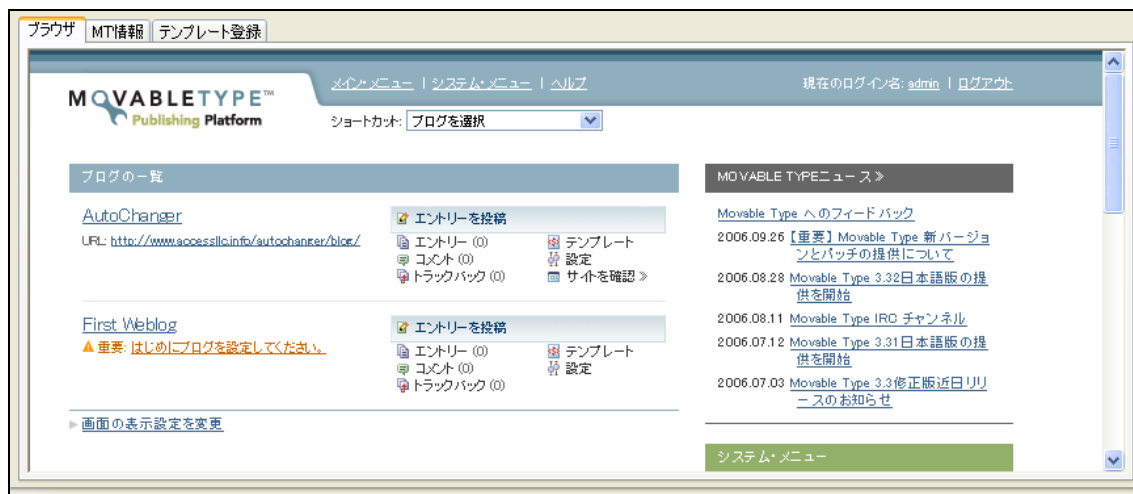 ブラウザ MT情報 テンプレート登録
メイン・メニュー | システム・メニュー | ヘルプ 現在のログイン名: admin | ログアウト
MOVABLETYPE™
Publishing Platform
ショートカット: ブログを選択
ブログの一覧
AutoChanger
URL: http://www.accessllc.info/autochanger/blog/
エントリーを投稿
エントリー (0) テンプレート
コメント (0) 設定
トラックバック (0) サイトを確認 »
First Weblog
重要: はじめにブログを設定してください。
エントリーを投稿
エントリー (0) テンプレート
コメント (0) 設定
トラックバック (0)
画面の表示設定を変更
MOVABLE TYPEニュース »
Movable Type へのフィードバック
2006.09.26 【重要】Movable Type 新バージョ
ンとパッチの提供について
2006.08.28 Movable Type 3.32日本語版の提
供を開始
2006.08.11 Movable Type IRC チャンネル
2006.07.12 Movable Type 3.31日本語版の提
供を開始
2006.07.03 Movable Type 3.3修正版近日リリ
ースのお知らせ
システム・メニュー